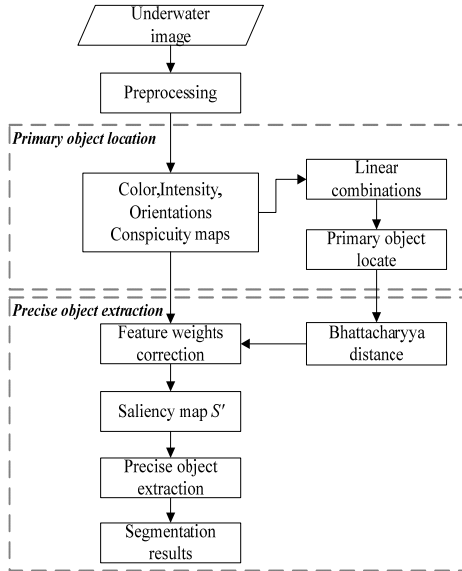 Underwater
image
Preprocessing
Primary object location
Color,Intensity,
Orientations
Conspicuity maps
Linear
combinations
Primary object
locate
Precise object extraction
Feature weights
correction
Bhattacharyya
distance
Saliency map S'
Precise object
extraction
Segmentation
results